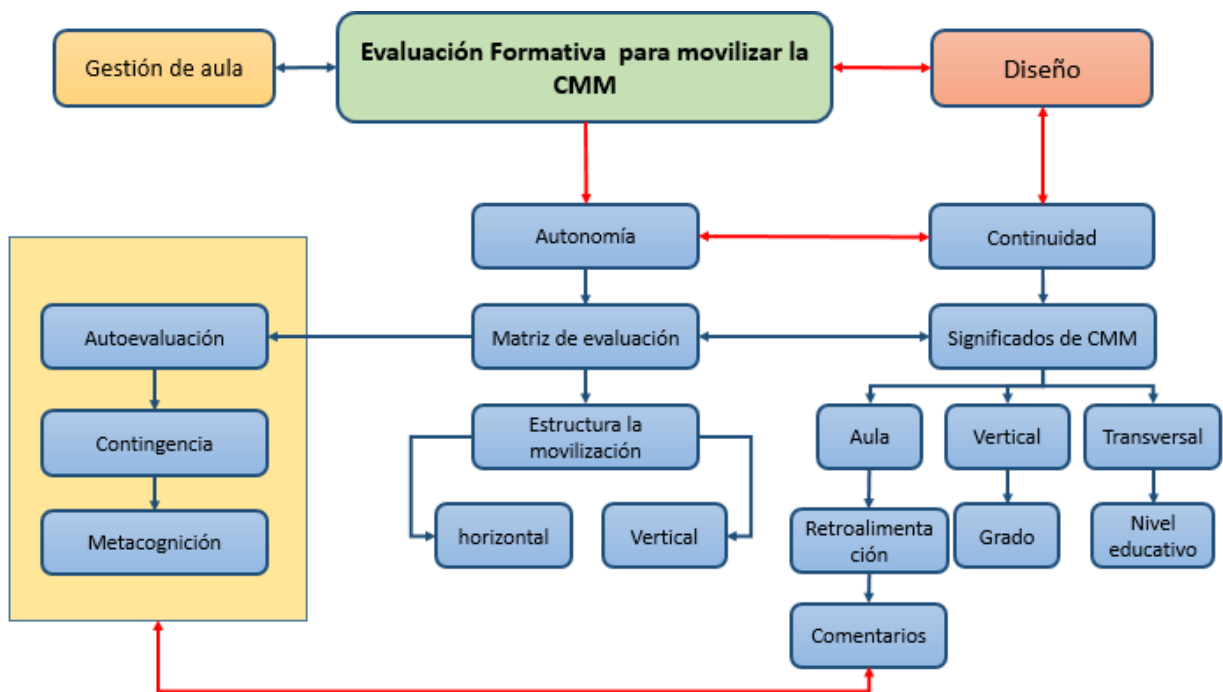 Gestión de aula
Evaluación Formativa para movilizar la
CMM
Diseño
Autonomía
Continuidad
Autoevaluación
Matriz de evaluación
Significados de CMM
Contingencia
Estructura la
movilización
Aula
Vertical
Transversal
Metacognición
horizontal
Vertical
Retroalimenta
ción
Grado
Nivel
educativo
Comentarios